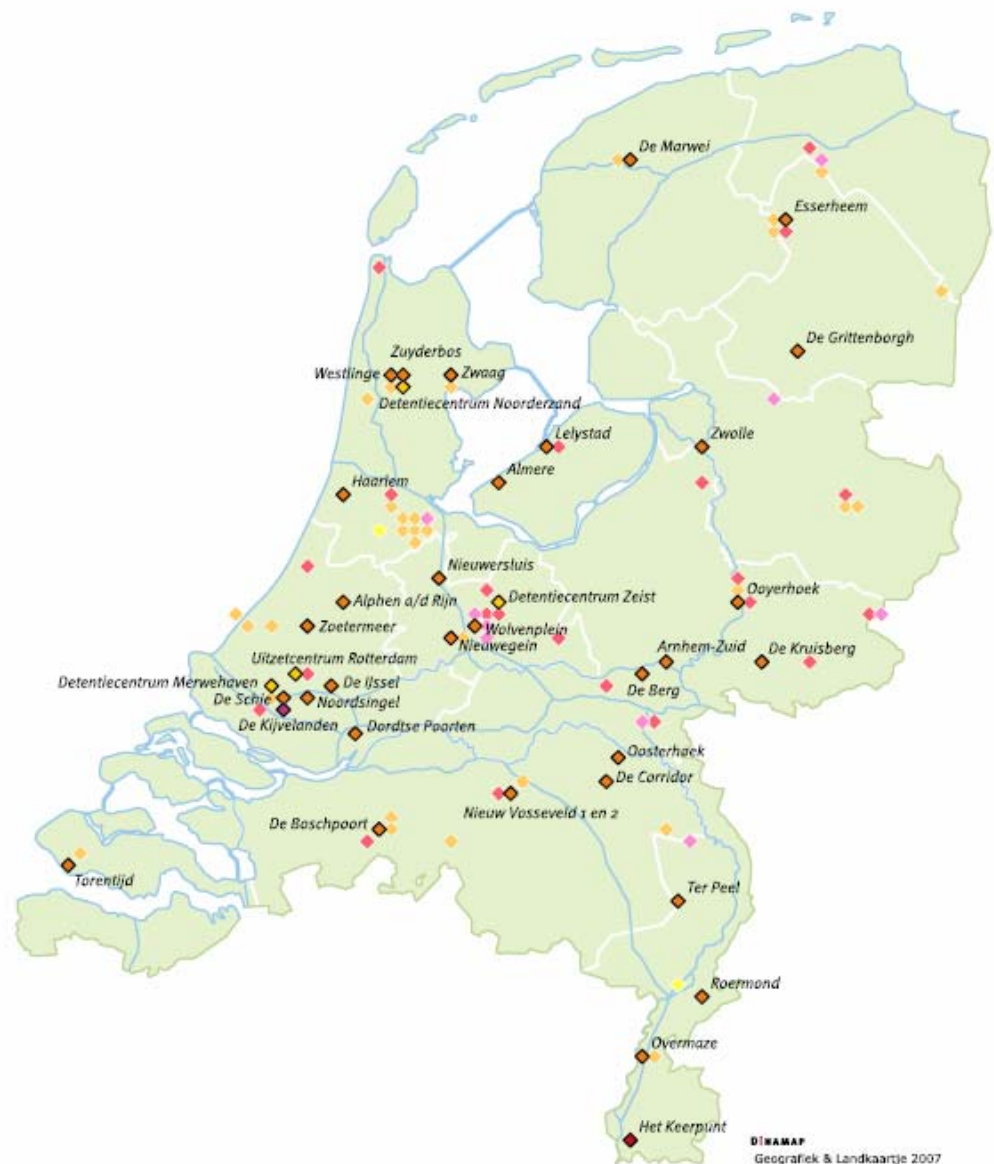 De Marwei
Esserheem
De Grittenborgh
Zuyderbos
Westlinge
Zwaag
Detentiecentrum Noorderzand
Lelystad
Zwolle
Almere
Haarlem
Nieuwersluis
Alphen a/d Rijn
Detentiecentrum Zeist
Ooyerhoek
Zoetermeer
Wolvenplein
Nieuwegein
Arnhem-Zuid
De Kruisberg
Uitzetcentrum Rotterdam
Detentiecentrum Merwehaven
De IJssel
De Berg
De Schie
Noordsingel
De Kijvelanden
Dordtse Poorten
Oosterhoek
De Corridor
Nieuw Vosseveld 1 en 2
De Boschpoort
Torentijd
Ter Peel
Roermond
Overmaze
Het Keerpunt
DIHAMAP
Geografiek & Landkaartje 2007